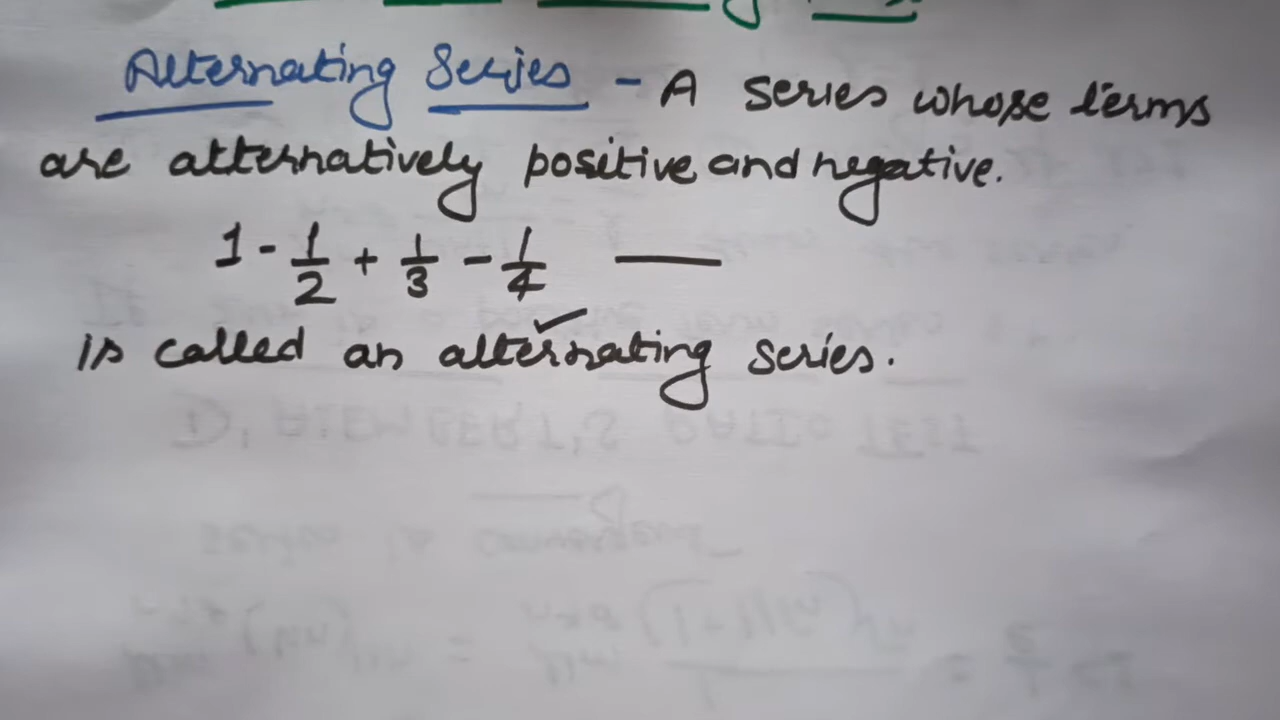 Alternating Series - A series whose terms
are alternatively positive and negative.
1 - 1/2 + 1/3 - 1/4 ——
is called an alternating series.